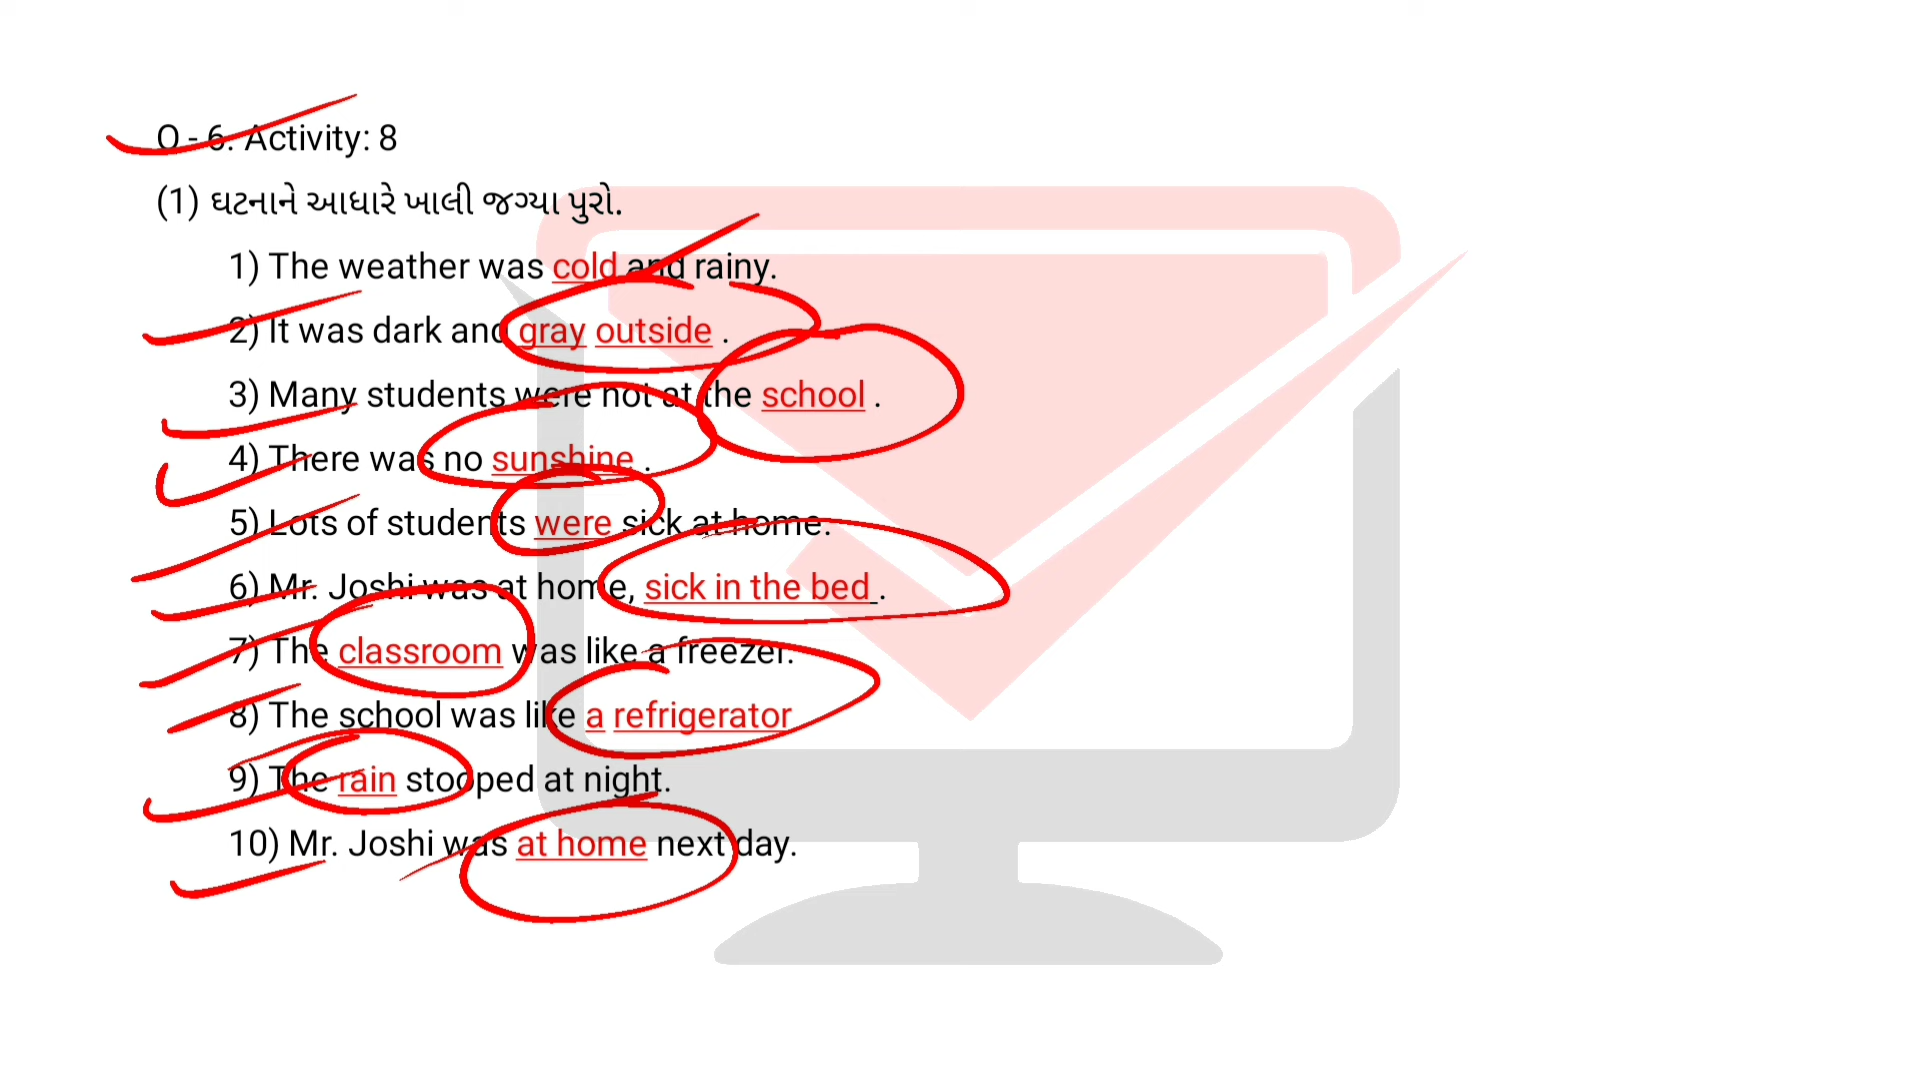 Q - 6. Activity: 8
(1) ઘટનાને આધારે ખાલી જગ્યા પુરો.
1) The weather was cold and rainy.
2) It was dark and gray outside .
3) Many students were not at the school .
4) There was no sunshine .
5) Lots of students were sick at home.
6) Mr. Joshi was at home, sick in the bed .
7) The classroom was like a freezer.
8) The school was like a refrigerator
9) The rain stopped at night.
10) Mr. Joshi was at home next day.